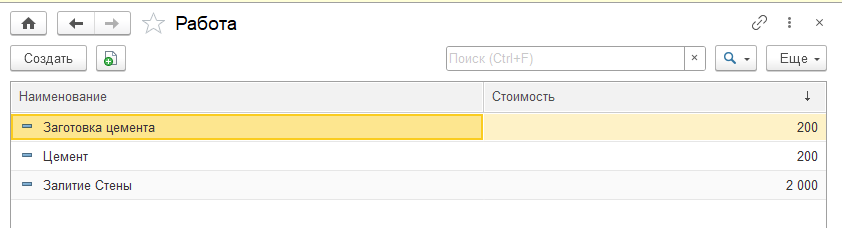 Работа
Создать Поиск (Ctrl+F) × Еще
Наименование Стоимость ↓
Заготовка цемента 200
Цемент 200
Залитие Стены 2 000